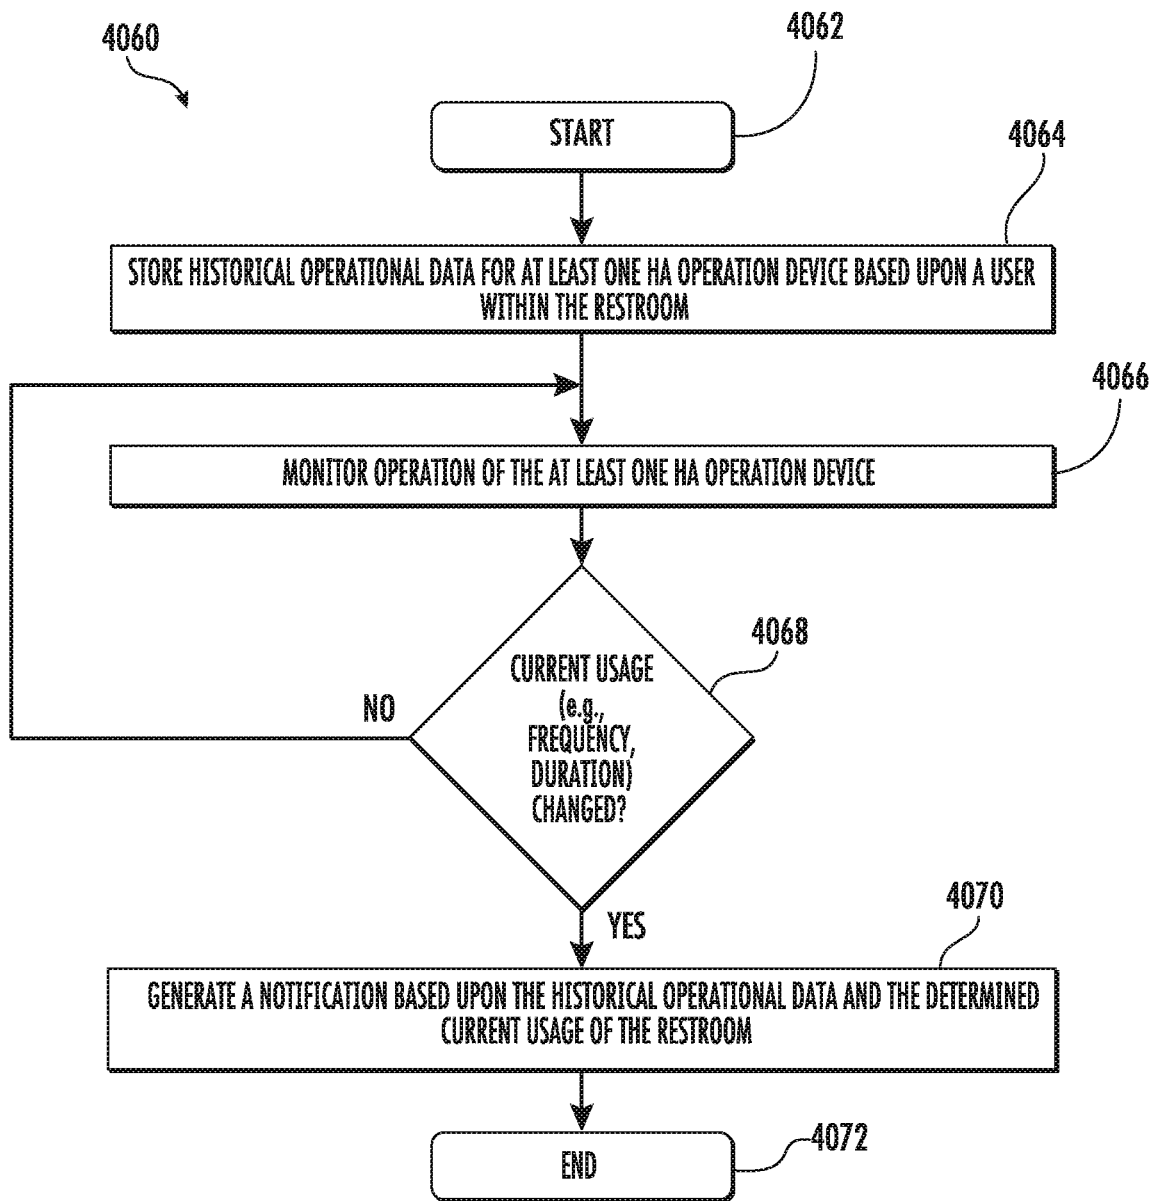 4060
4062
START
4064
STORE HISTORICAL OPERATIONAL DATA FOR AT LEAST ONE HA OPERATION DEVICE BASED UPON A USER
WITHIN THE RESTROOM
4066
MONITOR OPERATION OF THE AT LEAST ONE HA OPERATION DEVICE
4068
CURRENT USAGE
(e.g.,
FREQUENCY,
DURATION)
CHANGED?
NO
YES
4070
GENERATE A NOTIFICATION BASED UPON THE HISTORICAL OPERATIONAL DATA AND THE DETERMINED
CURRENT USAGE OF THE RESTROOM
END
4072